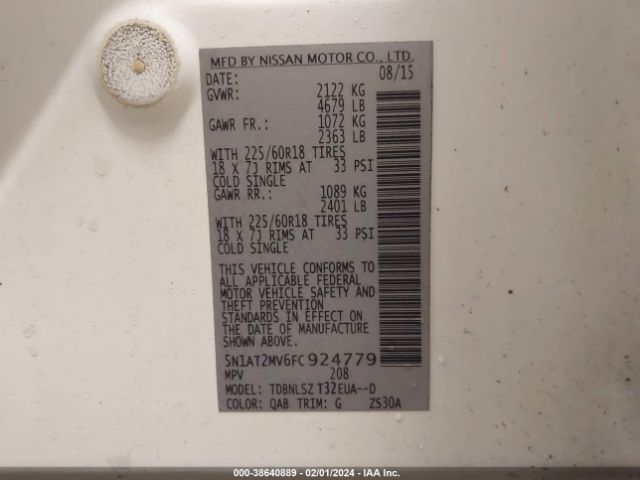 MFD BY NISSAN MOTOR CO., LTD.
DATE: 08/15
GVWR: 2122 KG
4679 LB
GAWR FR.: 1072 KG
2363 LB
WITH 225/60R18 TIRES
18 X 7J RIMS AT 33 PSI
COLD SINGLE
GAWR RR.: 1089 KG
2401 LB
WITH 225/60R18 TIRES
18 X 7J RIMS AT 33 PSI
COLD SINGLE
THIS VEHICLE CONFORMS TO
ALL APPLICABLE FEDERAL
MOTOR VEHICLE SAFETY AND
THEFT PREVENTION
STANDARDS IN EFFECT ON
THE DATE OF MANUFACTURE
SHOWN ABOVE.
5N1AT2MV6FC924779
MPV 208
MODEL: TDBNLSZ T32EUA--D
COLOR: QAB TRIM: G ZS30A
000-38640889 - 02/01/2024 - IAA Inc.